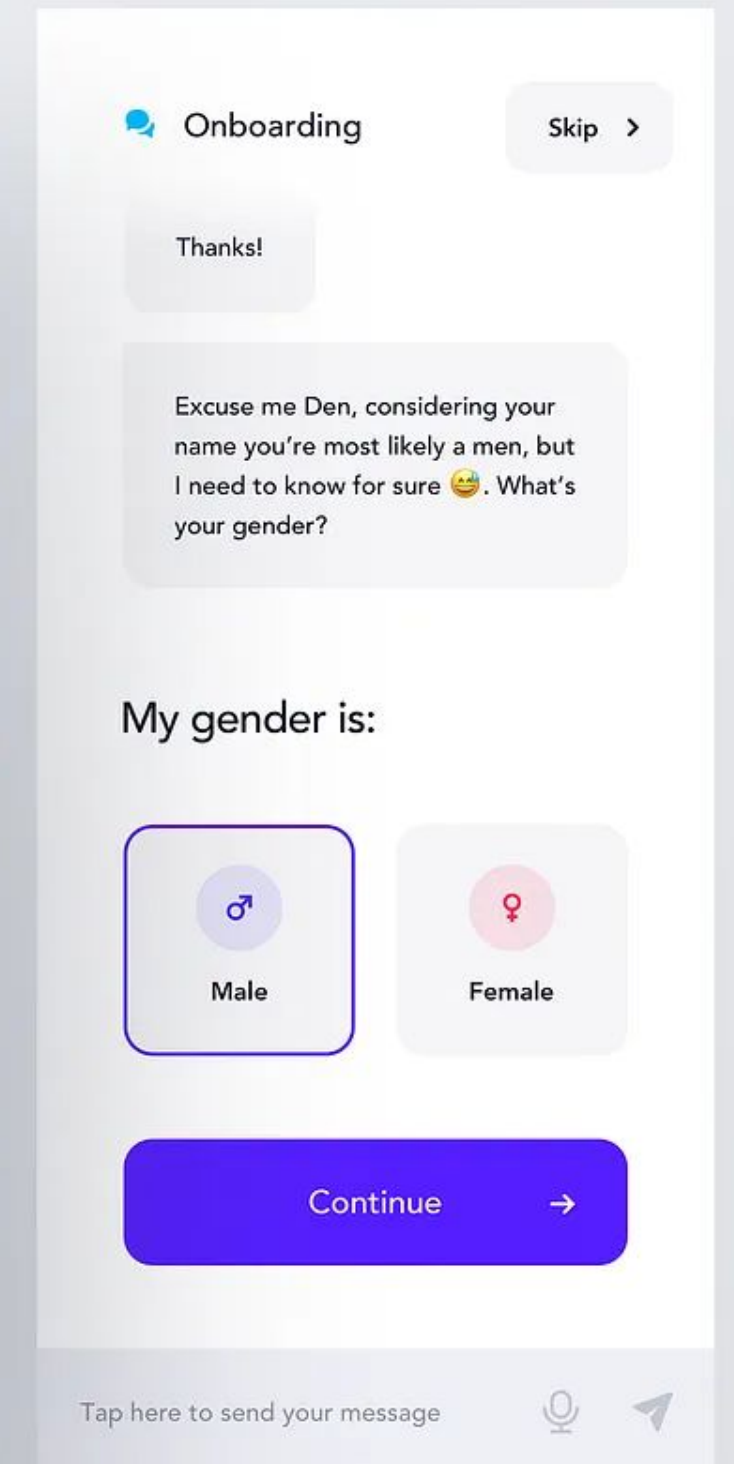 Onboarding
Skip
Thanks!
Excuse me Den, considering your
name you’re most likely a men, but
I need to know for sure 😅. What’s
your gender?
My gender is:
Male
Female
Continue
Tap here to send your message